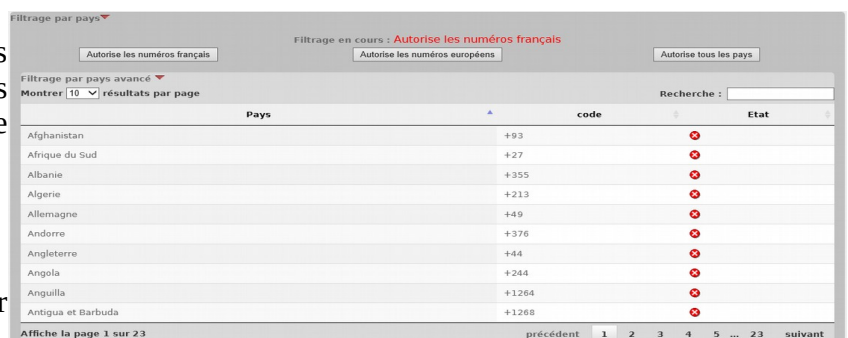 Filtrage par pays
Filtrage en cours : Autorise les numéros français
Autorise les numéros français Autorise les numéros européens Autorise tous les pays
Filtrage par pays avancé
Montrer 10 résultats par page Recherche :
Pays code Etat
Afghanistan +93
Afrique du Sud +27
Albanie +355
Algerie +213
Allemagne +49
Andorre +376
Angleterre +44
Angola +244
Anguilla +1264
Antigua et Barbuda +1268
Affiche la page 1 sur 23 précédent 1 2 3 4 5 ... 23 suivant